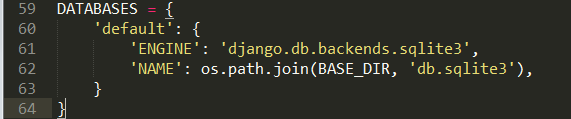 59 DATABASES = {
60     'default': {
61         'ENGINE': 'django.db.backends.sqlite3',
62         'NAME': os.path.join(BASE_DIR, 'db.sqlite3'),
63     }
64 }